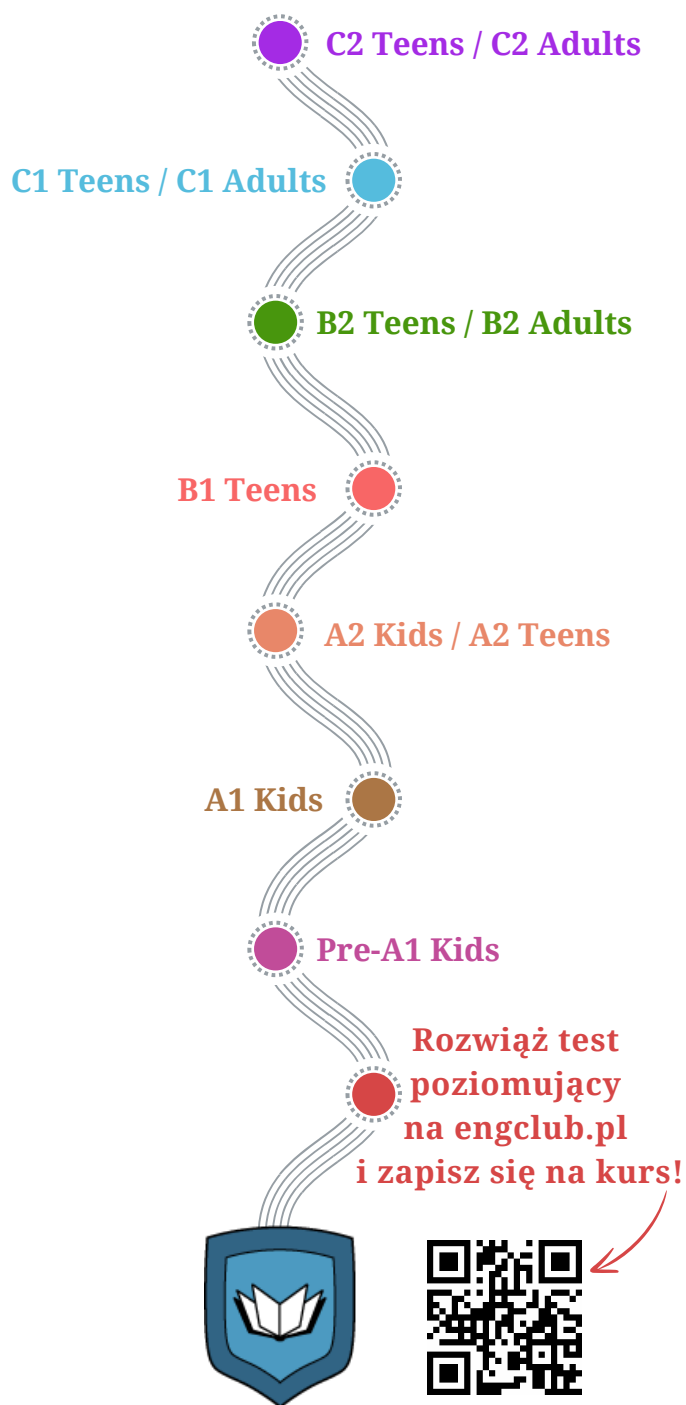 C2 Teens / C2 Adults
C1 Teens / C1 Adults
B2 Teens / B2 Adults
B1 Teens
A2 Kids / A2 Teens
A1 Kids
Pre-A1 Kids
Rozwiąż test
poziomujący
na engclub.pl
i zapisz się na kurs!